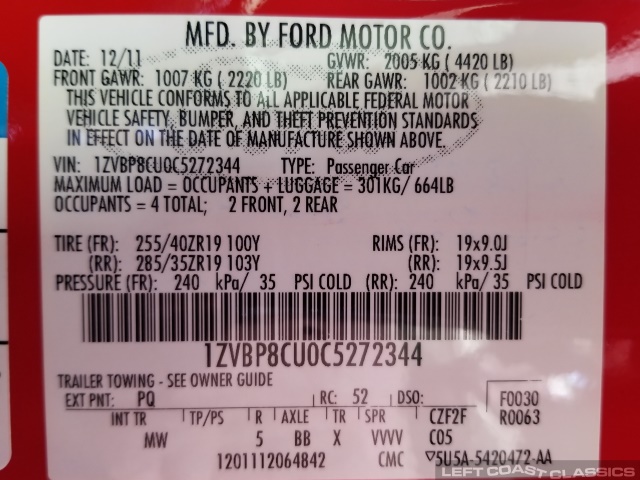 MFD. BY FORD MOTOR CO.
DATE: 12/11 GVWR: 2005 KG ( 4420 LB)
FRONT GAWR: 1007 KG ( 2220 LB) REAR GAWR: 1002 KG ( 2210 LB)
THIS VEHICLE CONFORMS TO ALL APPLICABLE FEDERAL MOTOR
VEHICLE SAFETY, BUMPER, AND THEFT PREVENTION STANDARDS
IN EFFECT ON THE DATE OF MANUFACTURE SHOWN ABOVE.
VIN: 1ZVBP8CU0C5272344 TYPE: Passenger Car
MAXIMUM LOAD = OCCUPANTS + LUGGAGE = 301KG/ 664LB
OCCUPANTS = 4 TOTAL; 2 FRONT, 2 REAR
TIRE (FR): 255/40ZR19 100Y RIMS (FR): 19x9.0J
(RR): 285/35ZR19 103Y (RR): 19x9.5J
PRESSURE (FR): 240 kPa/ 35 PSI COLD (RR): 240 kPa/ 35 PSI COLD
1ZVBP8CU0C5272344
TRAILER TOWING - SEE OWNER GUIDE
EXT PNT: PQ RC: 52 DSO: F0030
INT TR TP/PS R AXLE TR SPR CZF2F R0063
MW 5 BB X VVVV C05
1201112064842 CMC 5U5A-5420472-AA
LEFT COAST CLASSICS